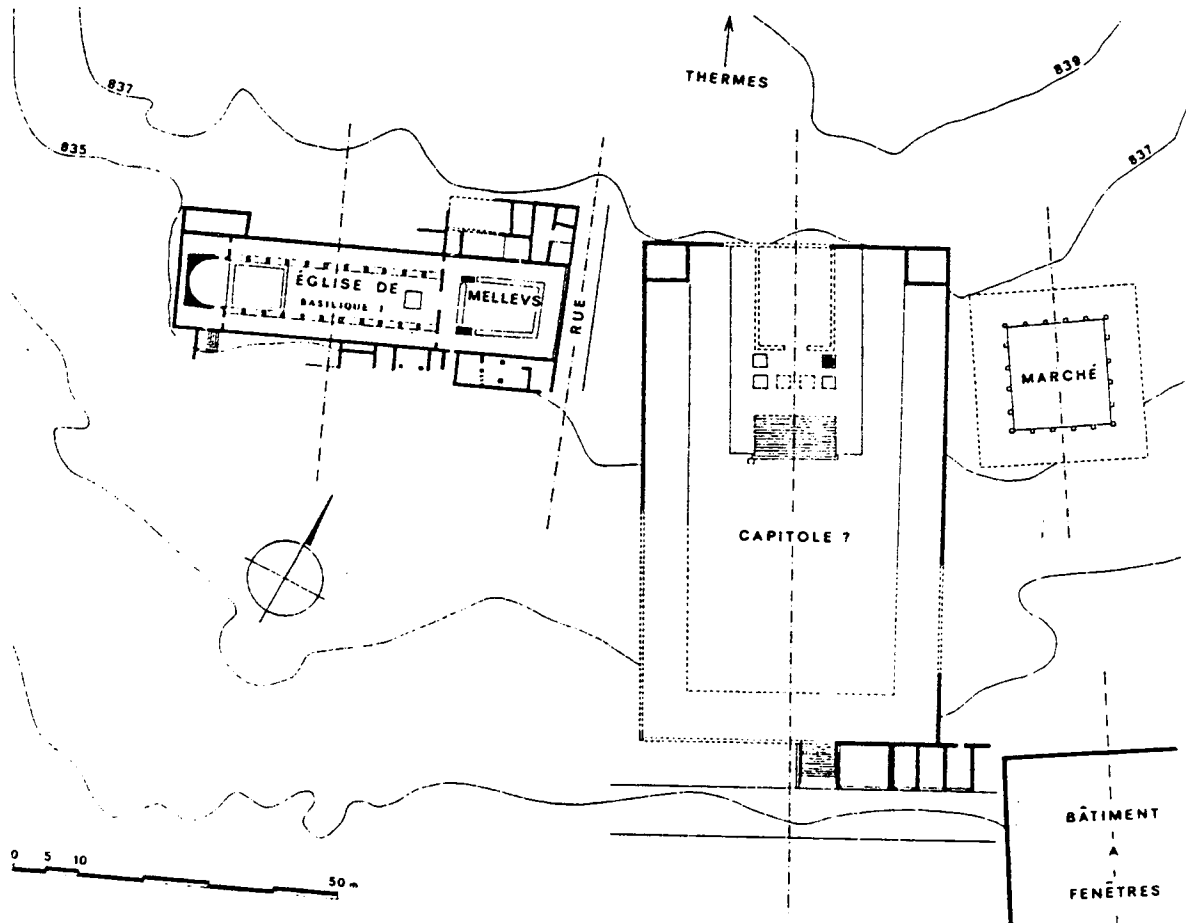 THERMES
839
837
837
835
ÉGLISE DE
BASILIQUE I
MELLEVS
RUE
MARCHÉ
CAPITOLE ?
BÂTIMENT
A
FENÊTRES
0 5 10 50 m